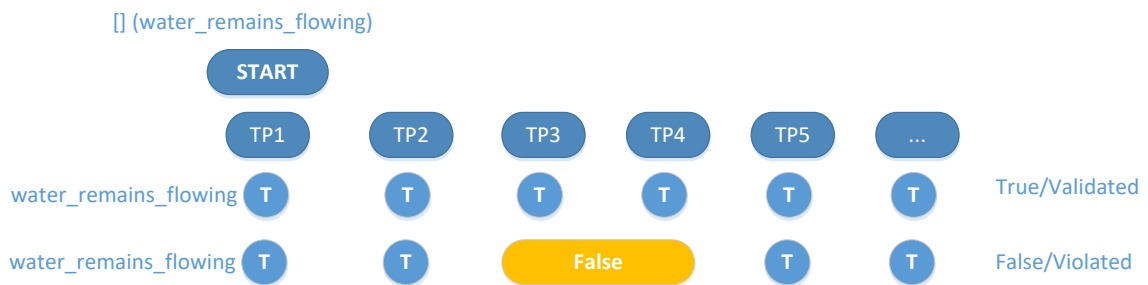 [] (water_remains_flowing)
START
TP1 TP2 TP3 TP4 TP5 ...
water_remains_flowing T T T T T T True/Validated
water_remains_flowing T T False T T False/Violated